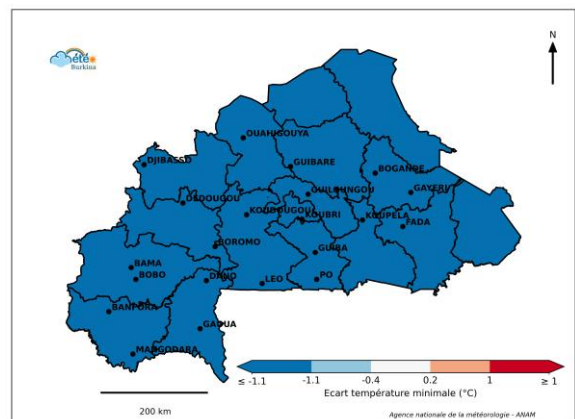 N
météo
Burkina
OUAHIGOUYA
DJIBASSO
GUIBARE
BOGANDE
GAYERI
DEDOUGOU
GUILOUNGOU
KOUDOUGOU
KOUBRI
KOUPELA
FADA
BOROMO
GUIBA
BAMA
BOBO
DANO
LEO
PO
BANFORA
GAOUA
MANGODARA
≤ -1.1 -1.1 -0.4 0.2 1 ≥ 1
Ecart température minimale (°C)
200 km
Agence nationale de la météorologie - ANAM